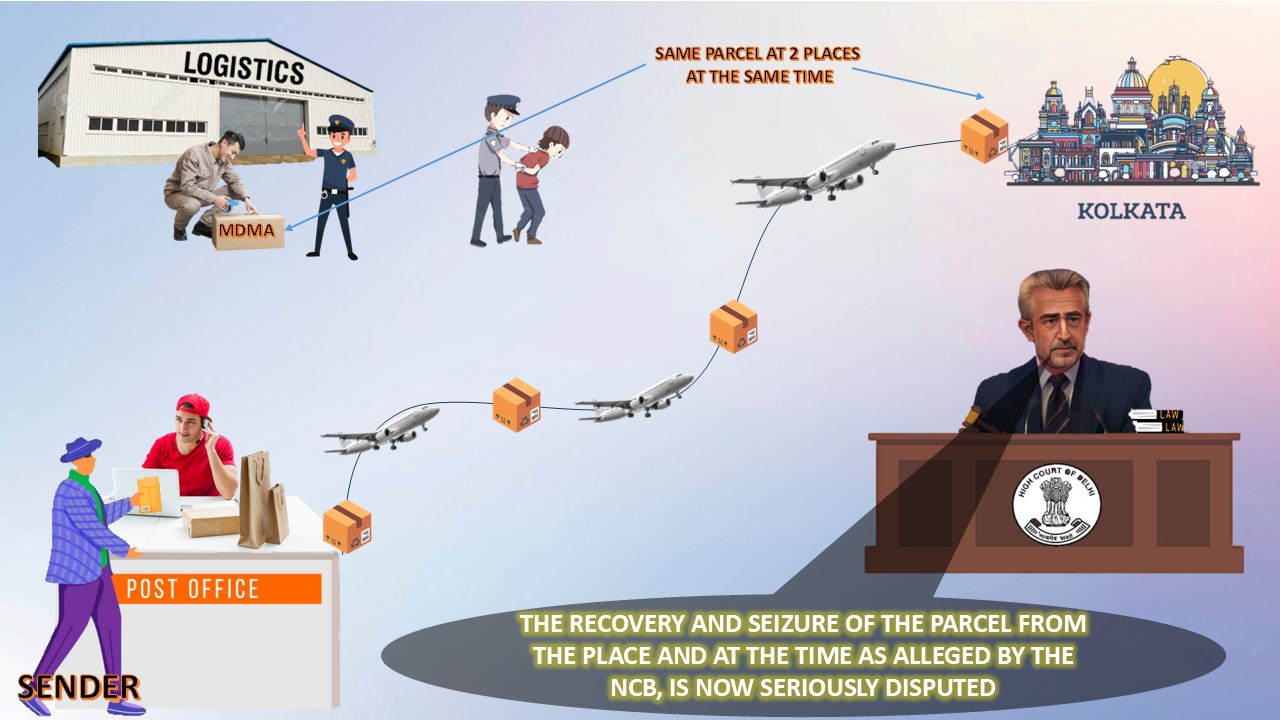 LOGISTICS
SAME PARCEL AT 2 PLACES
AT THE SAME TIME
MDMA
KOLKATA
LAW
LAW
HIGH COURT OF DELHI
POST OFFICE
SENDER
THE RECOVERY AND SEIZURE OF THE PARCEL FROM
THE PLACE AND AT THE TIME AS ALLEGED BY THE
NCB, IS NOW SERIOUSLY DISPUTED